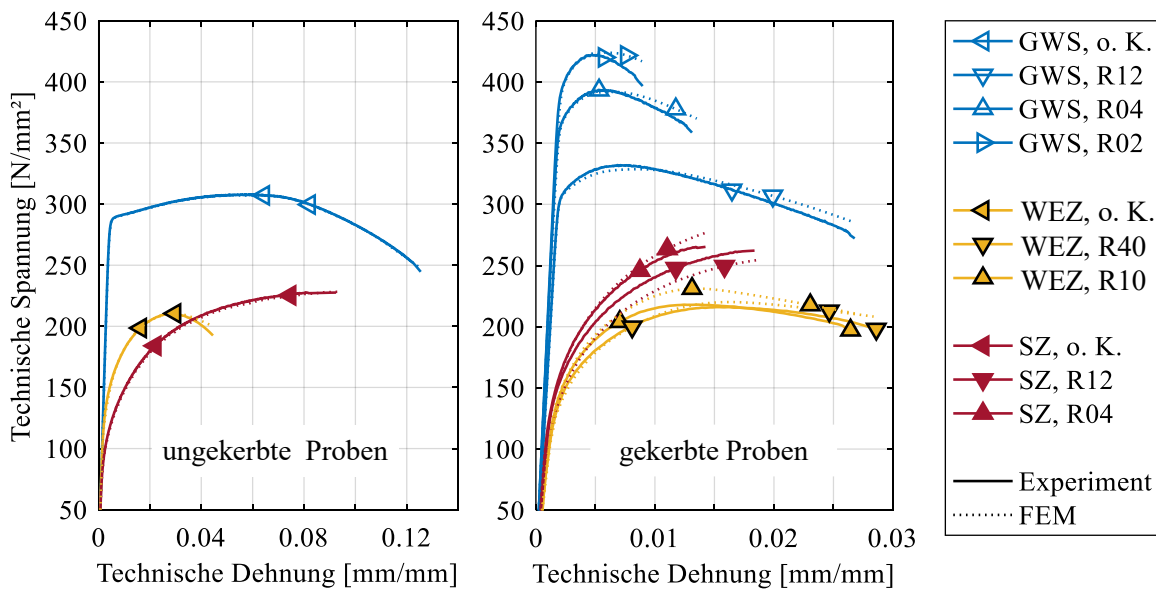 Technische Spannung [N/mm²]
450
400
350
300
250
200
150
100
50
0
0.04
0.08
0.12
ungekerbte Proben
Technische Dehnung [mm/mm]
450
400
350
300
250
200
150
100
50
0
0.01
0.02
0.03
gekerbte Proben
Technische Dehnung [mm/mm]
GWS, o. K.
GWS, R12
GWS, R04
GWS, R02
WEZ, o. K.
WEZ, R40
WEZ, R10
SZ, o. K.
SZ, R12
SZ, R04
Experiment
FEM